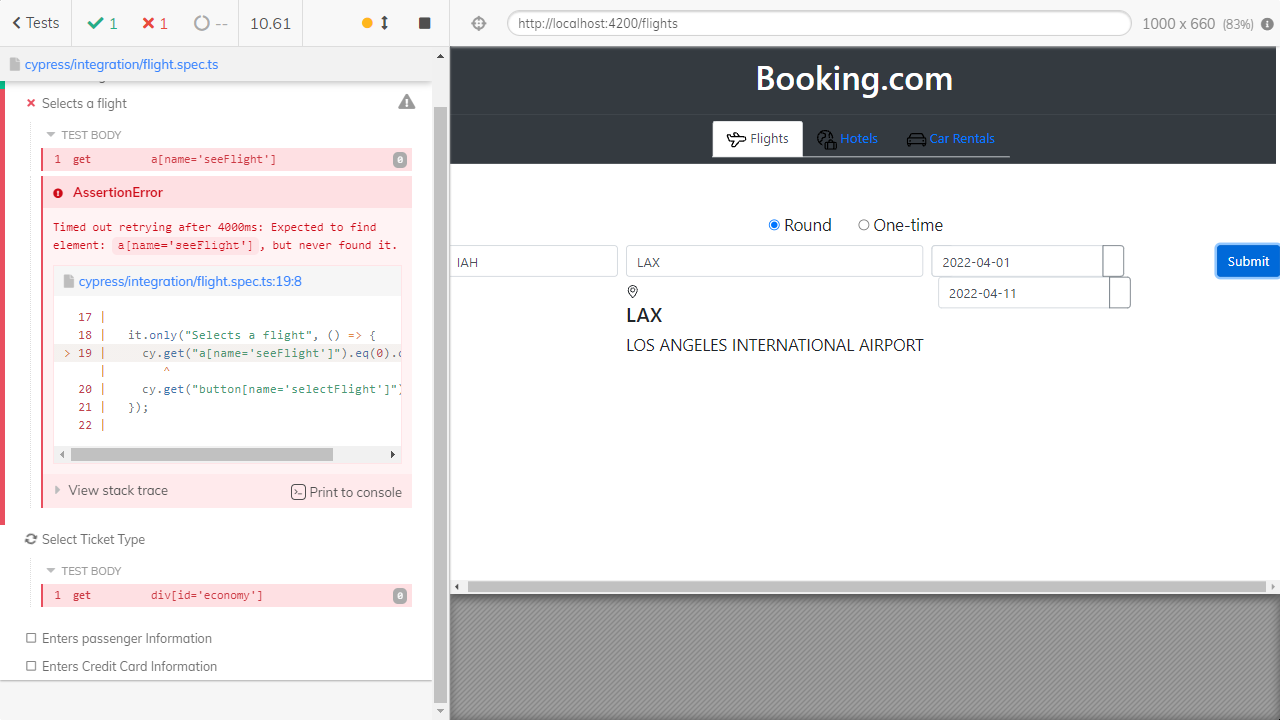 Tests
1
1
--
10.61
http://localhost:4200/flights
1000 x 660 (83%)
cypress/integration/flight.spec.ts
Selects a flight
TEST BODY
1 get a[name='seeFlight'] 0
AssertionError
Timed out retrying after 4000ms: Expected to find
element: a[name='seeFlight'], but never found it.
cypress/integration/flight.spec.ts:19:8
17 |
18 | it.only("Selects a flight", () => {
> 19 | cy.get("a[name='seeFlight']").eq(0).c
| ^
20 | cy.get("button[name='selectFlight']")
21 | });
22 |
View stack trace
Print to console
Select Ticket Type
TEST BODY
1 get div[id='economy'] 0
Enters passenger Information
Enters Credit Card Information
Booking.com
Flights
Hotels
Car Rentals
Round
One-time
IAH
LAX
2022-04-01
Submit
2022-04-11
LAX
LOS ANGELES INTERNATIONAL AIRPORT